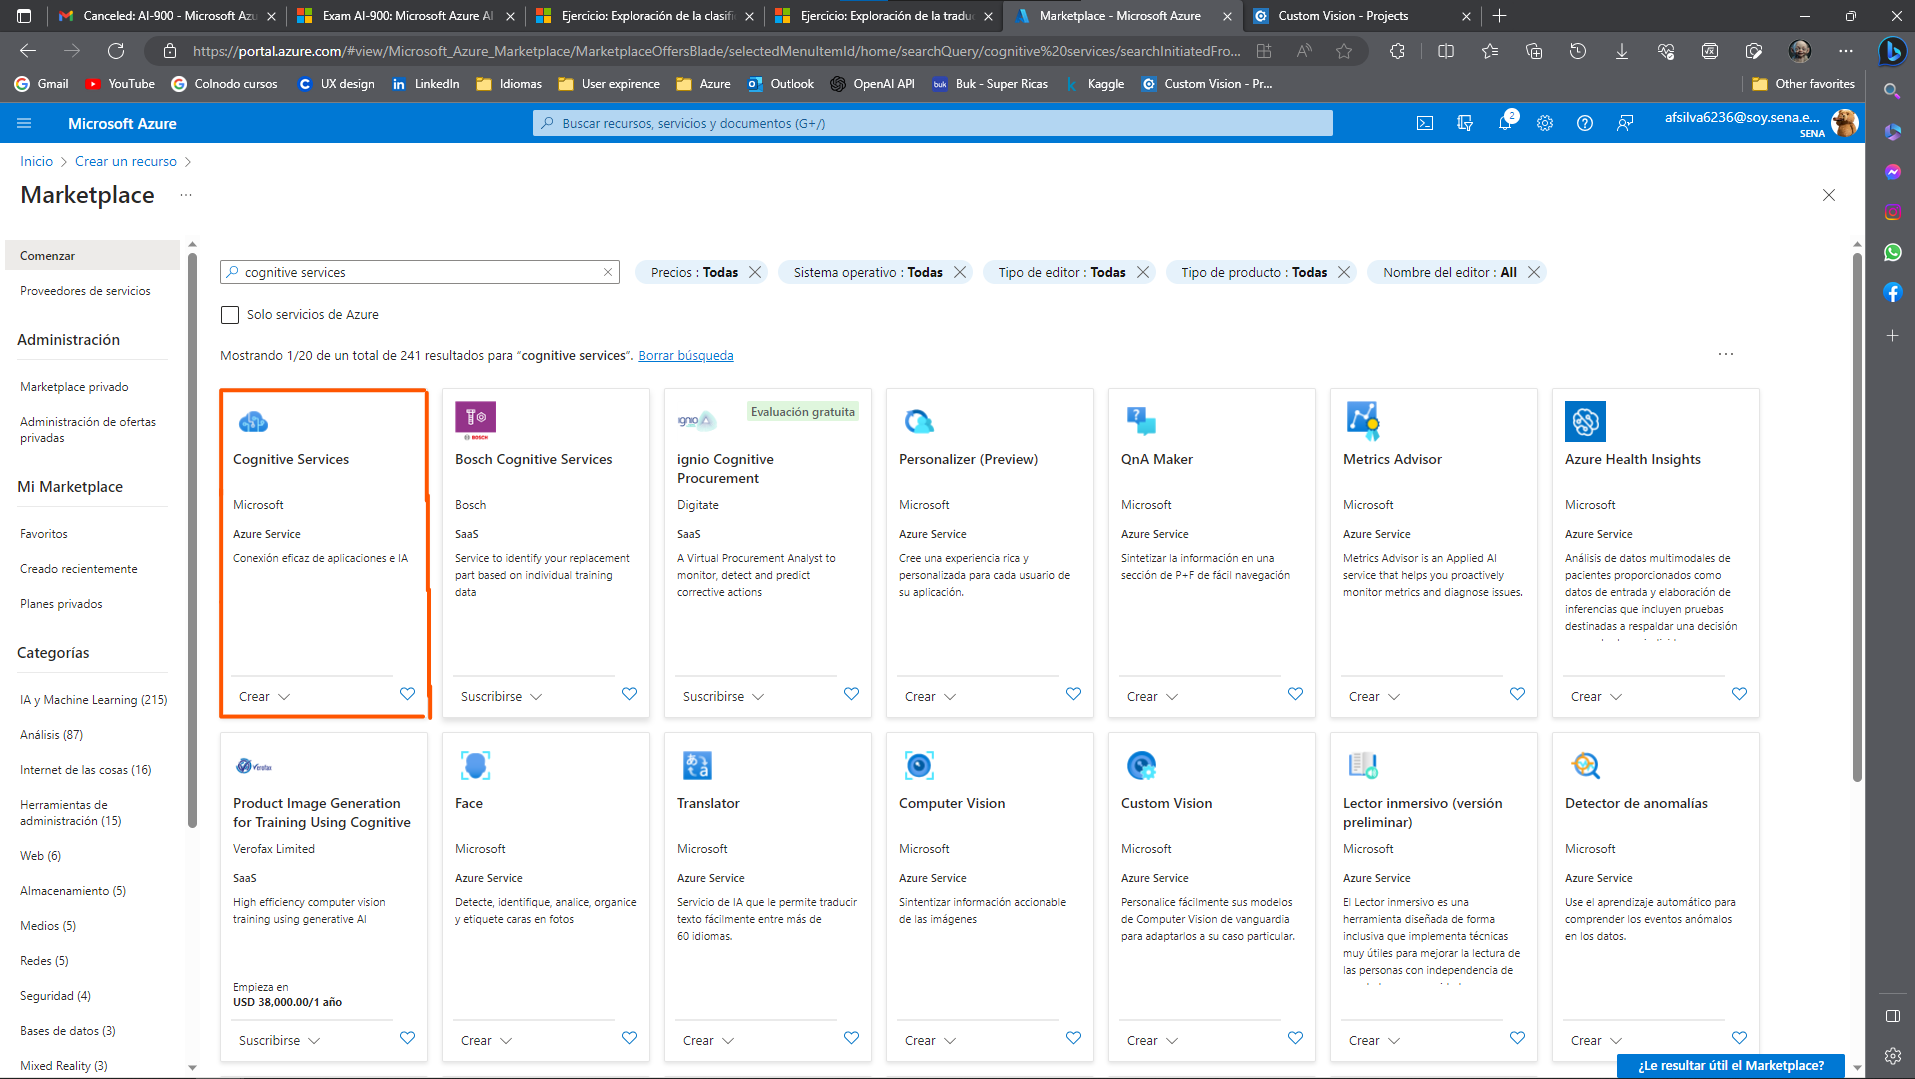 Canceled: AI-900 - Microsoft Azu
Exam AI-900: Microsoft Azure AI
Ejercicio: Exploración de la clasifi
Ejercicio: Exploración de la tradu
Marketplace - Microsoft Azure
Custom Vision - Projects
https://portal.azure.com/#view/Microsoft_Azure_Marketplace/MarketplaceOffersBlade/selectedMenuItemId/home/searchQuery/cognitive%20services/searchInitiatedFro...
Gmail
YouTube
Colnodo cursos
UX design
LinkedIn
Idiomas
User expirence
Azure
Outlook
OpenAI API
Buk - Super Ricas
Kaggle
Custom Vision - Pr...
Other favorites
Microsoft Azure
Buscar recursos, servicios y documentos (G+/)
2
afsilva6236@soy.sena.e...
SENA
Inicio > Crear un recurso >
Marketplace ...
Comenzar
Proveedores de servicios
Administración
Marketplace privado
Administración de ofertas
privadas
Mi Marketplace
Favoritos
Creado recientemente
Planes privados
Categorías
IA y Machine Learning (215)
Análisis (87)
Internet de las cosas (16)
Herramientas de
administración (15)
Web (6)
Almacenamiento (5)
Medios (5)
Redes (5)
Seguridad (4)
Bases de datos (3)
Mixed Reality (3)
cognitive services
Precios : Todas
Sistema operativo : Todas
Tipo de editor : Todas
Tipo de producto : Todas
Nombre del editor : All
Solo servicios de Azure
Mostrando 1/20 de un total de 241 resultados para “cognitive services”. Borrar búsqueda
...
Cognitive Services
Microsoft
Azure Service
Conexión eficaz de aplicaciones e IA
Crear
BOSCH
Bosch Cognitive Services
Bosch
SaaS
Service to identify your replacement
part based on individual training
data
Suscribirse
ignio
Evaluación gratuita
ignio Cognitive
Procurement
Digitate
SaaS
A Virtual Procurement Analyst to
monitor, detect and predict
corrective actions
Suscribirse
Personalizer (Preview)
Microsoft
Azure Service
Cree una experiencia rica y
personalizada para cada usuario de
su aplicación.
Crear
QnA Maker
Microsoft
Azure Service
Sintetizar la información en una
sección de P+F de fácil navegación
Crear
Metrics Advisor
Microsoft
Azure Service
Metrics Advisor is an Applied AI
service that helps you proactively
monitor metrics and diagnose issues.
Crear
Azure Health Insights
Microsoft
Azure Service
Análisis de datos multimodales de
pacientes proporcionados como
datos de entrada y elaboración de
inferencias que incluyen pruebas
destinadas a respaldar una decisión
Crear
Verofax
Product Image Generation
for Training Using Cognitive
Verofax Limited
SaaS
High efficiency computer vision
training using generative AI
Empieza en
USD 38,000.00/1 año
Suscribirse
Face
Microsoft
Azure Service
Detecte, identifique, analice, organice
y etiquete caras en fotos
Crear
Translator
Microsoft
Azure Service
Servicio de IA que le permite traducir
texto fácilmente entre más de
60 idiomas.
Crear
Computer Vision
Microsoft
Azure Service
Sintentizar información accionable
de las imágenes
Crear
Custom Vision
Microsoft
Azure Service
Personalice fácilmente sus modelos
de Computer Vision de vanguardia
para adaptarlos a su caso particular.
Crear
Lector inmersivo (versión
preliminar)
Microsoft
Azure Service
El Lector inmersivo es una
herramienta diseñada de forma
inclusiva que implementa técnicas
muy útiles para mejorar la lectura de
las personas con independencia de
Crear
Detector de anomalías
Microsoft
Azure Service
Use el aprendizaje automático para
comprender los eventos anómalos
en los datos.
Crear
¿Le resultar útil el Marketplace?